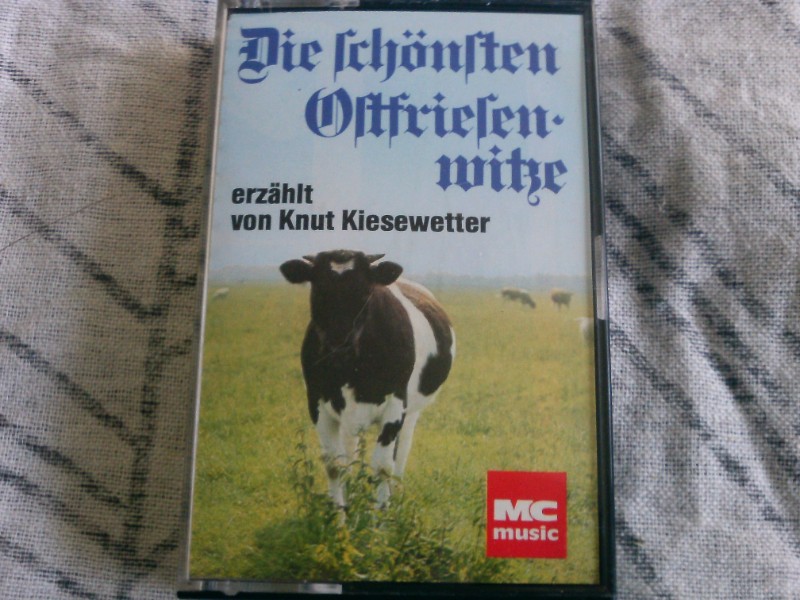 Die schönsten
Ostfriesen-
witze
erzählt
von Knut Kiesewetter
MC
music